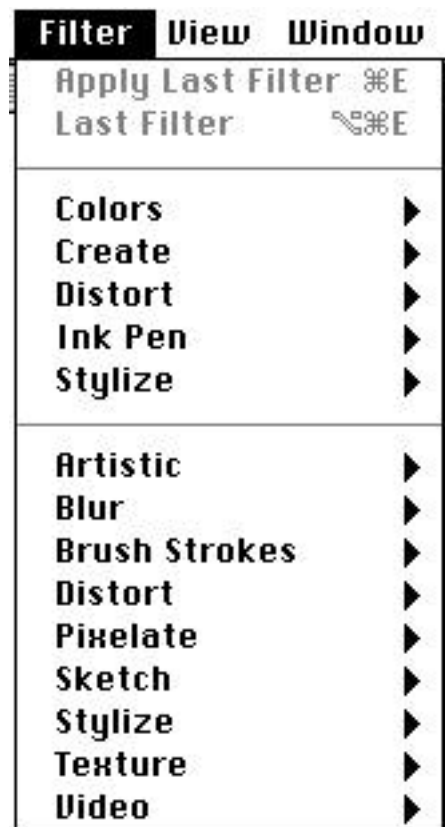 Filter View Window
Apply Last Filter ⌘E
Last Filter ⌥⌘E
Colors
Create
Distort
Ink Pen
Stylize
Artistic
Blur
Brush Strokes
Distort
Pixelate
Sketch
Stylize
Texture
Video